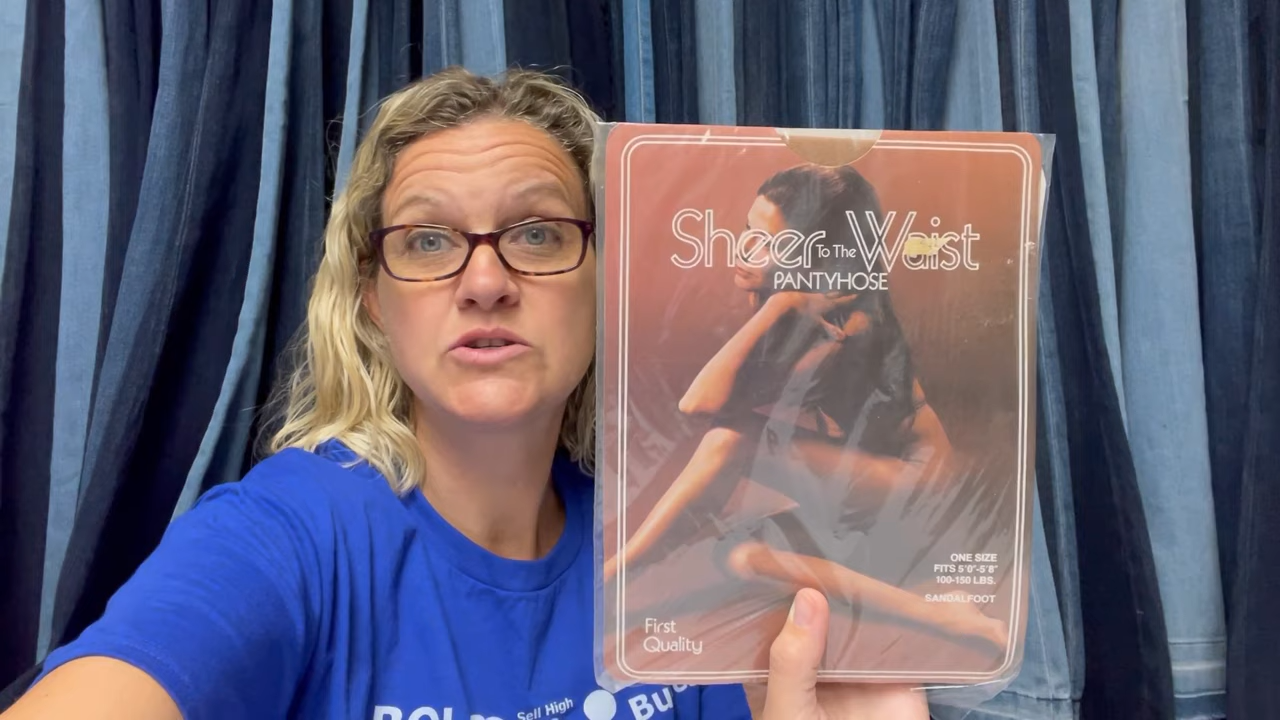 Sheer To The Waist
PANTYHOSE
ONE SIZE
FITS 5'0"-5'8"
100-150 LBS.
SANDALFOOT
First
Quality
Sell High